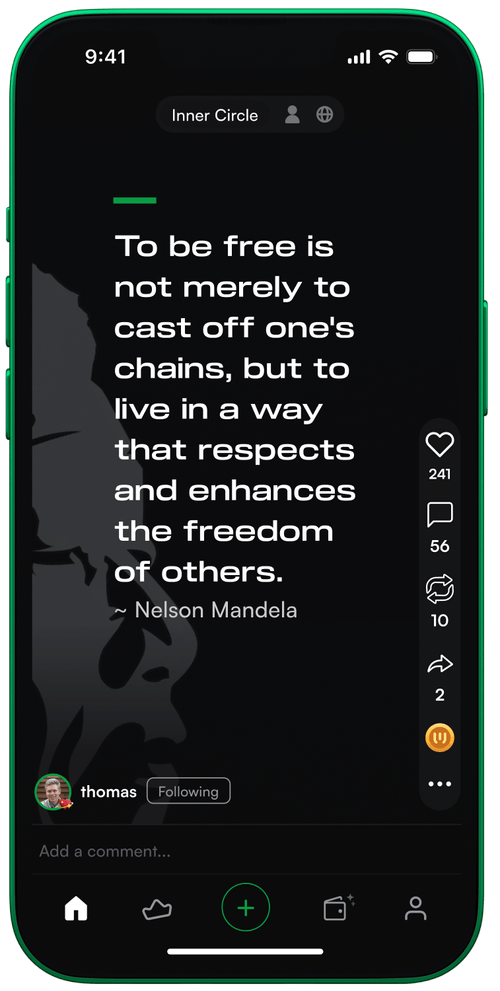 9:41
Inner Circle
To be free is
not merely to
cast off one's
chains, but to
live in a way
that respects
and enhances
the freedom
of others.
~ Nelson Mandela
241
56
10
2
thomas Following
Add a comment...